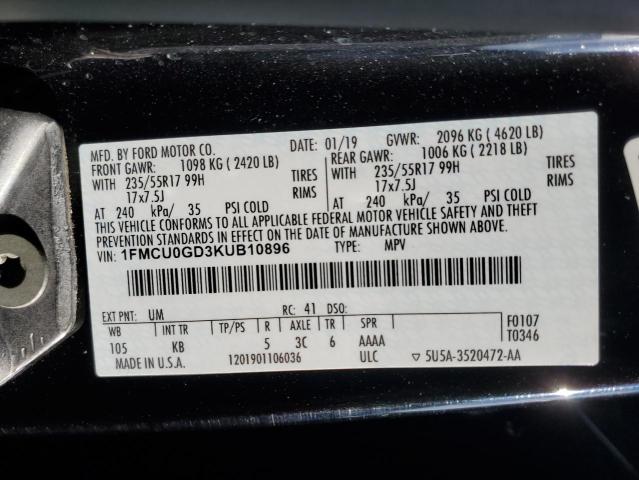 MFD. BY FORD MOTOR CO. DATE: 01/19 GVWR: 2096 KG ( 4620 LB)
FRONT GAWR: 1098 KG ( 2420 LB) REAR GAWR: 1006 KG ( 2218 LB)
WITH 235/55R17 99H TIRES WITH 235/55R17 99H TIRES
17x7.5J RIMS 17x7.5J RIMS
AT 240 kPa/ 35 PSI COLD AT 240 kPa/ 35 PSI COLD
THIS VEHICLE CONFORMS TO ALL APPLICABLE FEDERAL MOTOR VEHICLE SAFETY AND THEFT
PREVENTION STANDARDS IN EFFECT ON THE DATE OF MANUFACTURE SHOWN ABOVE.
VIN: 1FMCU0GD3KUB10896 TYPE: MPV
EXT PNT: UM RC: 41 DSO: F0107
WB INT TR TP/PS R AXLE TR SPR T0346
105 KB 5 3C 6 AAAA
MADE IN U.S.A. 1201901106036 ULC ▽ 5U5A-3520472-AA